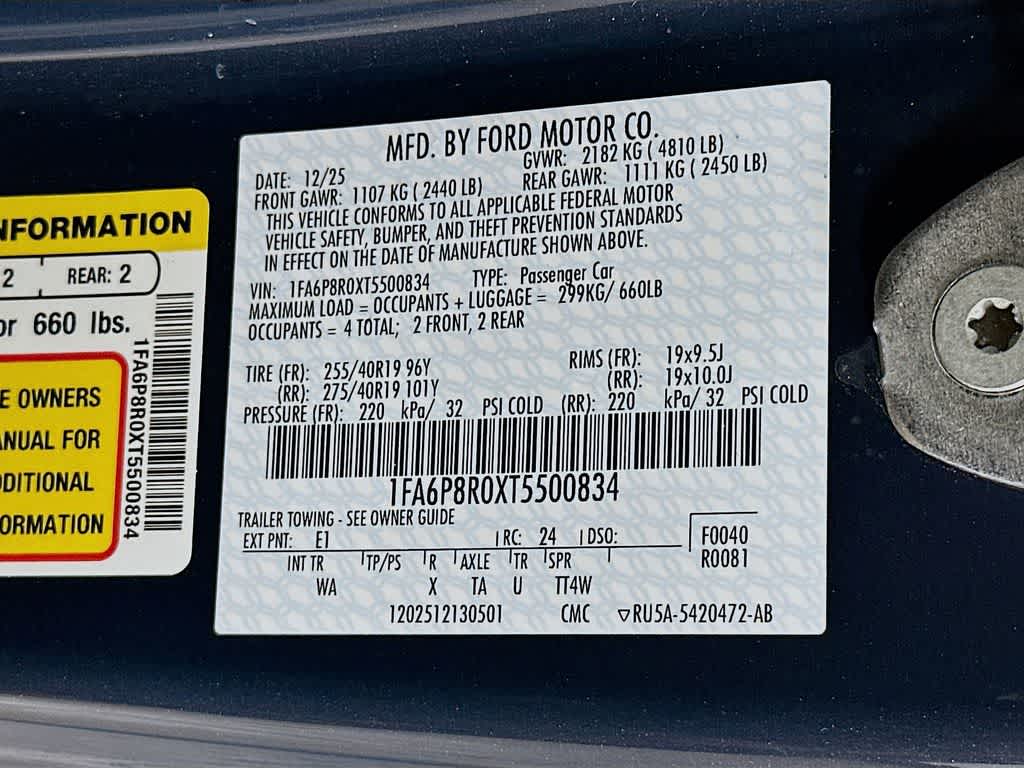 MFD. BY FORD MOTOR CO.
DATE: 12/25 GVWR: 2182 KG ( 4810 LB)
FRONT GAWR: 1107 KG ( 2440 LB) REAR GAWR: 1111 KG ( 2450 LB)
THIS VEHICLE CONFORMS TO ALL APPLICABLE FEDERAL MOTOR
VEHICLE SAFETY, BUMPER, AND THEFT PREVENTION STANDARDS
IN EFFECT ON THE DATE OF MANUFACTURE SHOWN ABOVE.
VIN: 1FA6P8R0XT5500834 TYPE: Passenger Car
MAXIMUM LOAD = OCCUPANTS + LUGGAGE = 299KG/ 660LB
OCCUPANTS = 4 TOTAL; 2 FRONT, 2 REAR
TIRE (FR): 255/40R19 96Y RIMS (FR): 19x9.5J
(RR): 275/40R19 101Y (RR): 19x10.0J
PRESSURE (FR): 220 kPa/ 32 PSI COLD (RR): 220 kPa/ 32 PSI COLD
1FA6P8R0XT5500834
TRAILER TOWING - SEE OWNER GUIDE
EXT PNT: E1 RC: 24 DSO: F0040
R0081
INT TR TP/PS R AXLE TR SPR
WA X TA U TT4W
1202512130501 CMC ▽RU5A-5420472-AB
NFORMATION
2 REAR: 2
or 660 lbs.
E OWNERS
ANUAL FOR
DDITIONAL
FORMATION
1FA6P8R0XT5500834